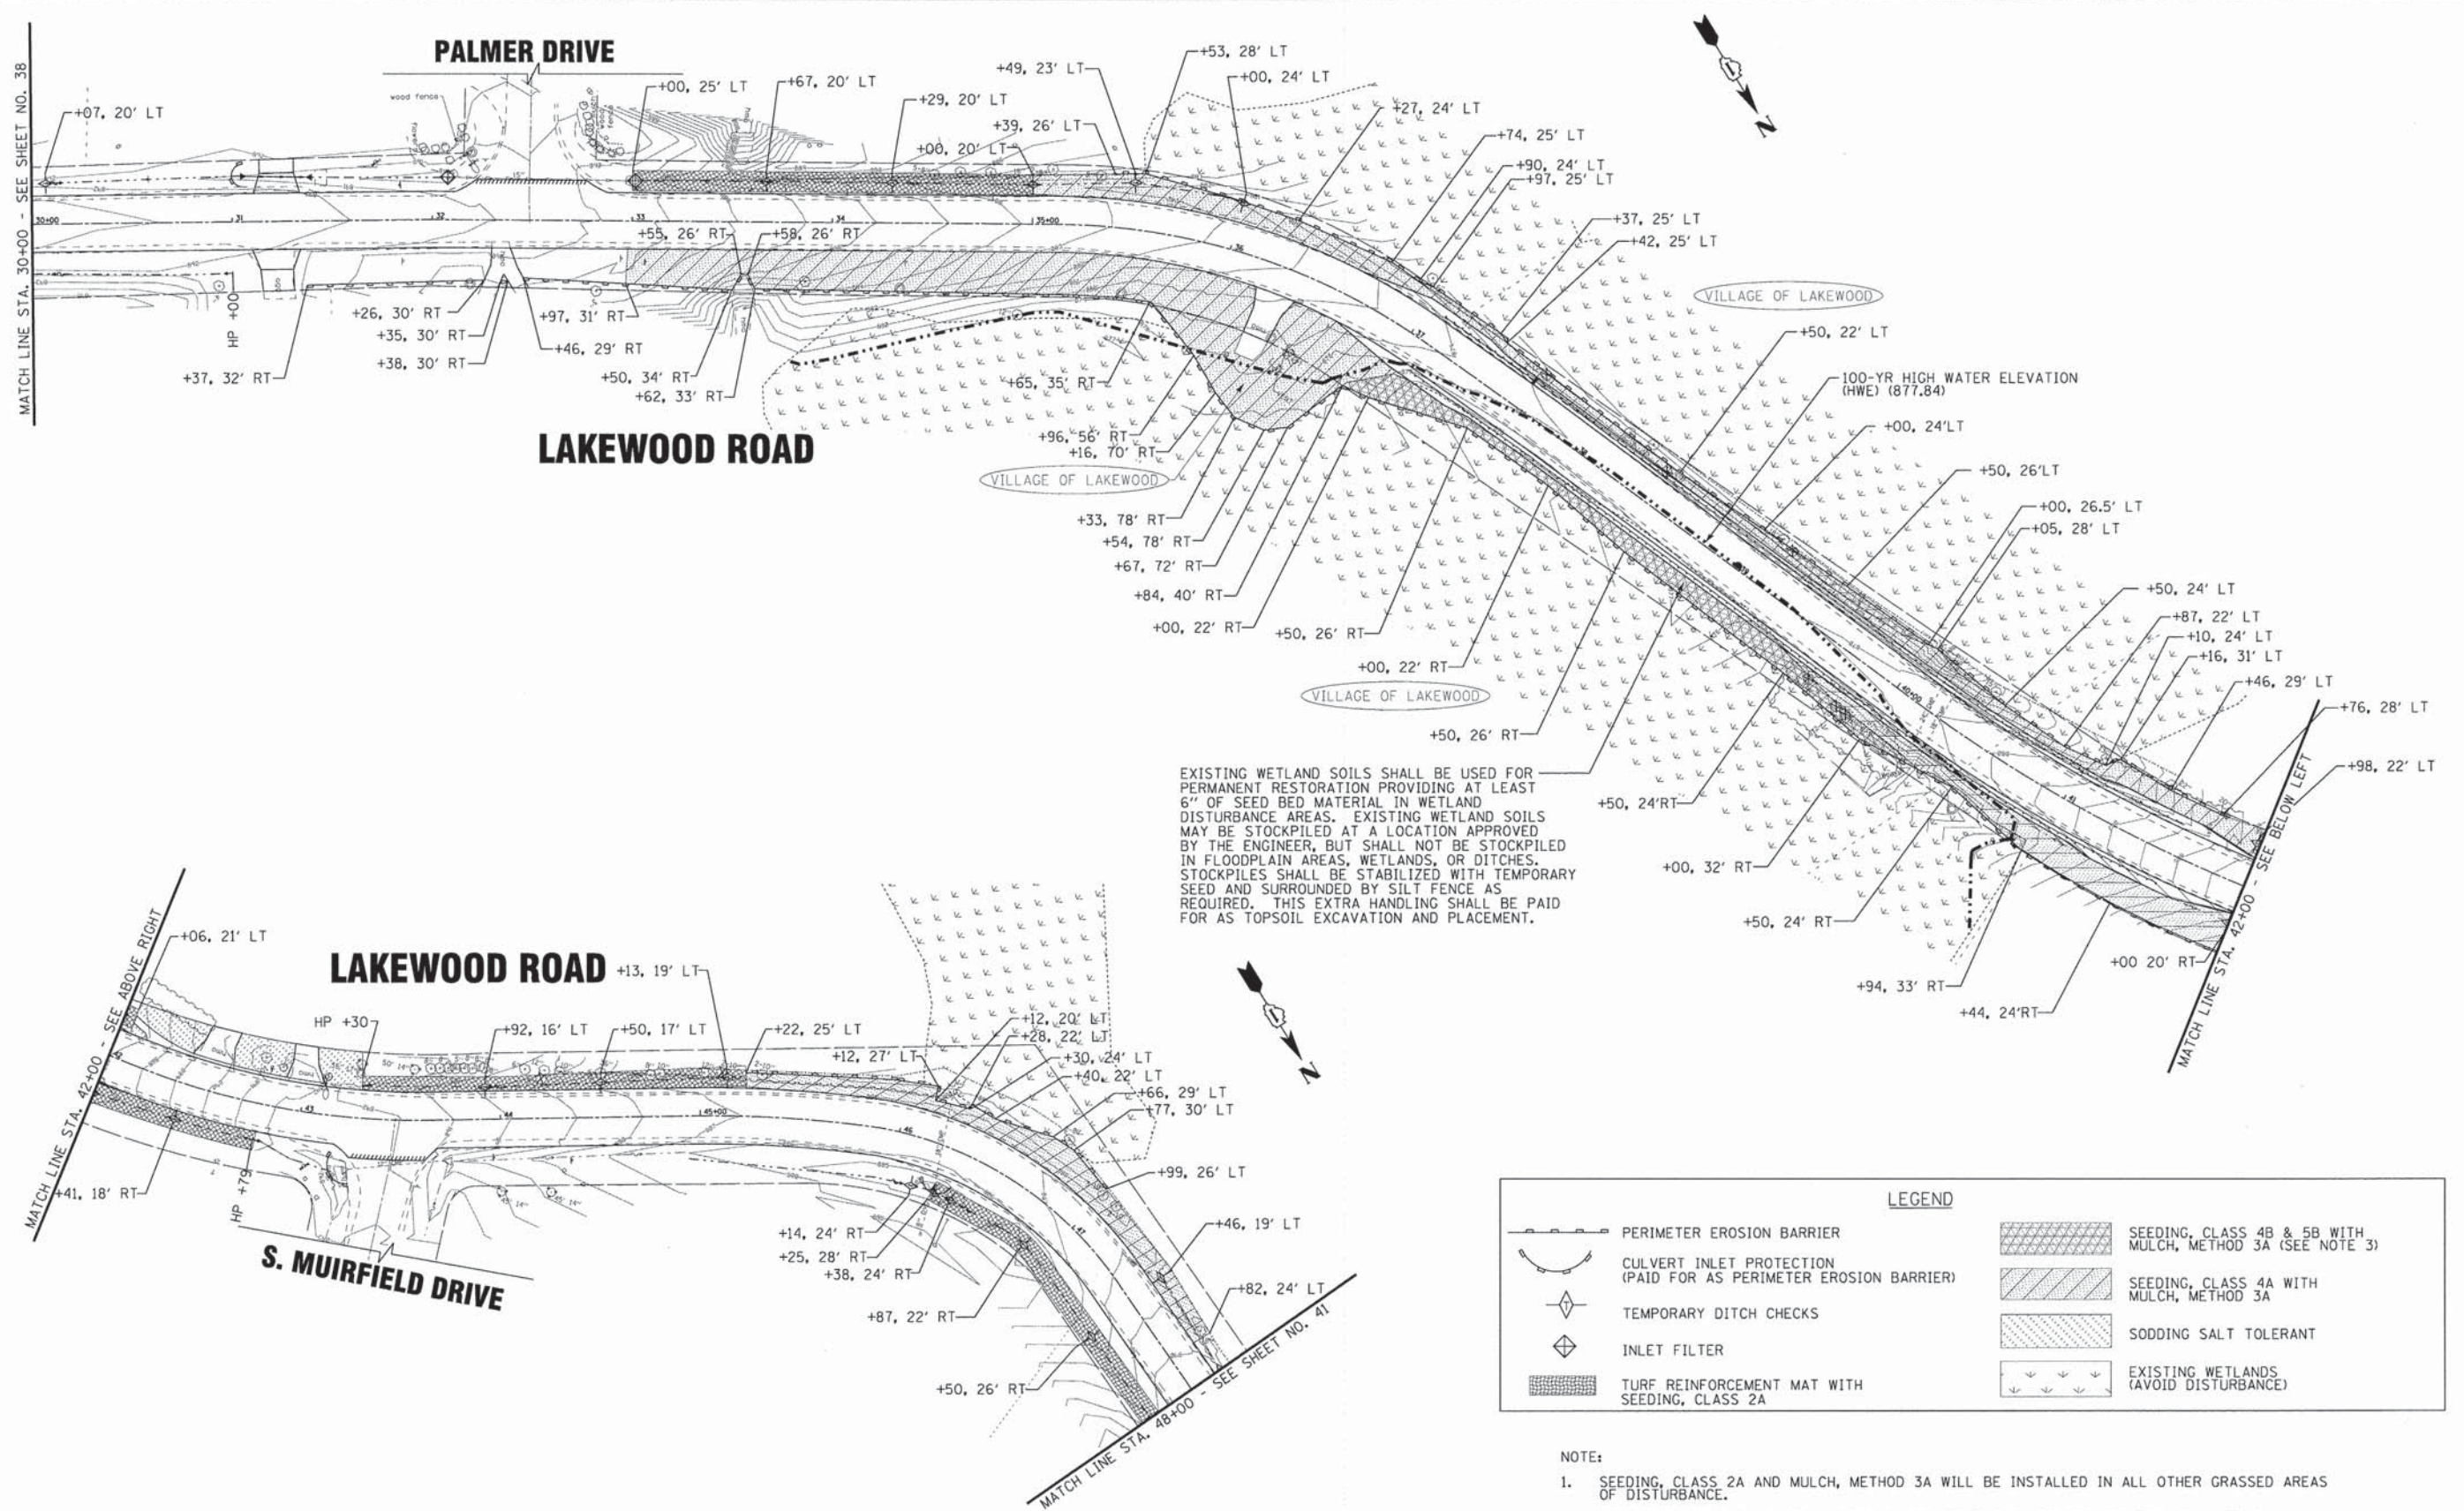 PALMER DRIVE
MATCH LINE STA. 30+00 - SEE SHEET NO. 38
+07, 20' LT
wood fence
+00, 25' LT
+67, 20' LT
+29, 20' LT
+49, 23' LT
+39, 26' LT
+00, 20' LT
+53, 28' LT
+00, 24' LT
+27, 24' LT
+74, 25' LT
+90, 24' LT
+97, 25' LT
+37, 25' LT
+42, 25' LT
N
VILLAGE OF LAKEWOOD
+50, 22' LT
100-YR HIGH WATER ELEVATION
(HWE) (877.84)
+00, 24'LT
+50, 26'LT
+00, 26.5' LT
+05, 28' LT
+50, 24' LT
+87, 22' LT
+10, 24' LT
+16, 31' LT
+46, 29' LT
+76, 28' LT
+98, 22' LT
30+00
31
32
33
34
35+00
36
37
40+00
41
HP +00
+37, 32' RT
+26, 30' RT
+35, 30' RT
+38, 30' RT
+46, 29' RT
+97, 31' RT
+55, 26' RT
+58, 26' RT
+50, 34' RT
+62, 33' RT
LAKEWOOD ROAD
+65, 35' RT
+96, 56' RT
+16, 70' RT
VILLAGE OF LAKEWOOD
+33, 78' RT
+54, 78' RT
+67, 72' RT
+84, 40' RT
+00, 22' RT
+50, 26' RT
+00, 22' RT
VILLAGE OF LAKEWOOD
+50, 26' RT
+50, 24'RT
+00, 32' RT
+50, 24' RT
+94, 33' RT
+44, 24'RT
+00 20' RT
MATCH LINE STA. 42+00 - SEE BELOW LEFT
EXISTING WETLAND SOILS SHALL BE USED FOR
PERMANENT RESTORATION PROVIDING AT LEAST
6" OF SEED BED MATERIAL IN WETLAND
DISTURBANCE AREAS. EXISTING WETLAND SOILS
MAY BE STOCKPILED AT A LOCATION APPROVED
BY THE ENGINEER, BUT SHALL NOT BE STOCKPILED
IN FLOODPLAIN AREAS, WETLANDS, OR DITCHES.
STOCKPILES SHALL BE STABILIZED WITH TEMPORARY
SEED AND SURROUNDED BY SILT FENCE AS
REQUIRED. THIS EXTRA HANDLING SHALL BE PAID
FOR AS TOPSOIL EXCAVATION AND PLACEMENT.
MATCH LINE STA. 42+00 - SEE ABOVE RIGHT
+06, 21' LT
LAKEWOOD ROAD
HP +30
+92, 16' LT
+50, 17' LT
+13, 19' LT
+22, 25' LT
+12, 27' LT
+12, 20' LT
+28, 22' LT
+30, 24' LT
+40, 22' LT
+66, 29' LT
+77, 30' LT
+99, 26' LT
+46, 19' LT
+82, 24' LT
N
42
43
44
45+00
46
47
+41, 18' RT
HP +79
S. MUIRFIELD DRIVE
+14, 24' RT
+25, 28' RT
+38, 24' RT
+87, 22' RT
+50, 26' RT
MATCH LINE STA. 48+00 - SEE SHEET NO. 41
LEGEND
PERIMETER EROSION BARRIER
CULVERT INLET PROTECTION
(PAID FOR AS PERIMETER EROSION BARRIER)
TEMPORARY DITCH CHECKS
INLET FILTER
TURF REINFORCEMENT MAT WITH
SEEDING, CLASS 2A
SEEDING, CLASS 4B & 5B WITH
MULCH, METHOD 3A (SEE NOTE 3)
SEEDING, CLASS 4A WITH
MULCH, METHOD 3A
SODDING SALT TOLERANT
EXISTING WETLANDS
(AVOID DISTURBANCE)
NOTE:
1. SEEDING, CLASS 2A AND MULCH, METHOD 3A WILL BE INSTALLED IN ALL OTHER GRASSED AREAS
OF DISTURBANCE.